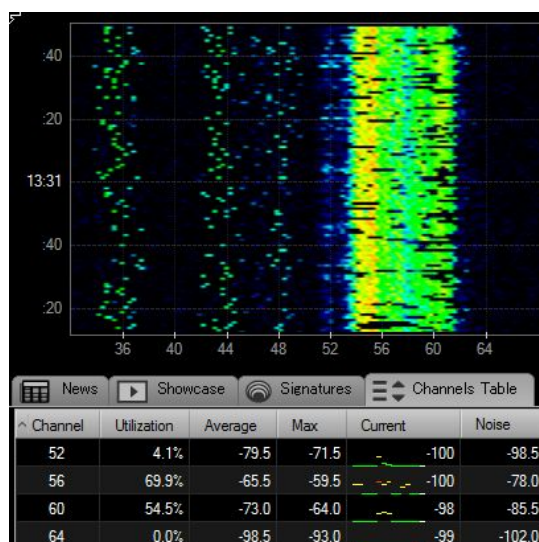 :40
:20
13:31
:40
:20
36 40 44 48 52 56 60 64
News Showcase Signatures Channels Table
Channel Utilization Average Max Current Noise
52 4.1% -79.5 -71.5 -100 -98.5
56 69.9% -65.5 -59.5 -100 -78.0
60 54.5% -73.0 -64.0 -98 -85.5
64 0.0% -98.5 -93.0 -99 -102.0